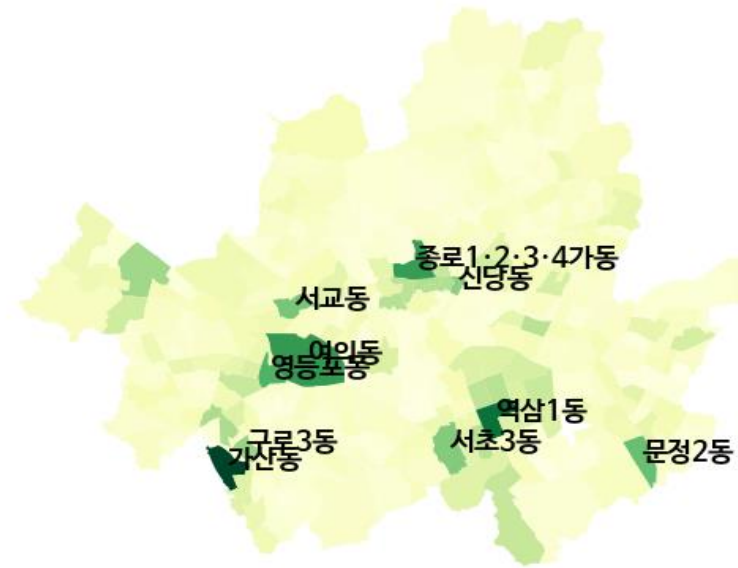 종로1·2·3·4가동
신당동
서교동
여의동
영등포동
역삼1동
서초3동
구로3동
가산동
문정2동